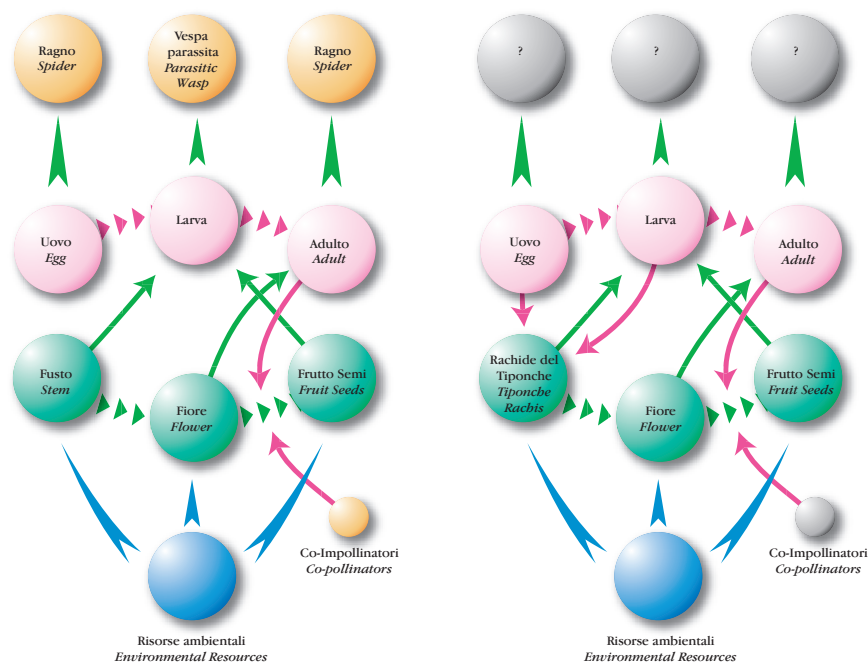 Ragno
Spider
Vespa
parassita
Parasitic
Wasp
Ragno
Spider
Uovo
Egg
Larva
Adulto
Adult
Fusto
Stem
Fiore
Flower
Frutto Semi
Fruit Seeds
Co-Impollinatori
Co-pollinators
Risorse ambientali
Environmental Resources
?
?
?
Uovo
Egg
Larva
Adulto
Adult
Rachide del
Tiponche
Tiponche
Rachis
Fiore
Flower
Frutto Semi
Fruit Seeds
Co-Impollinatori
Co-pollinators
Risorse ambientali
Environmental Resources